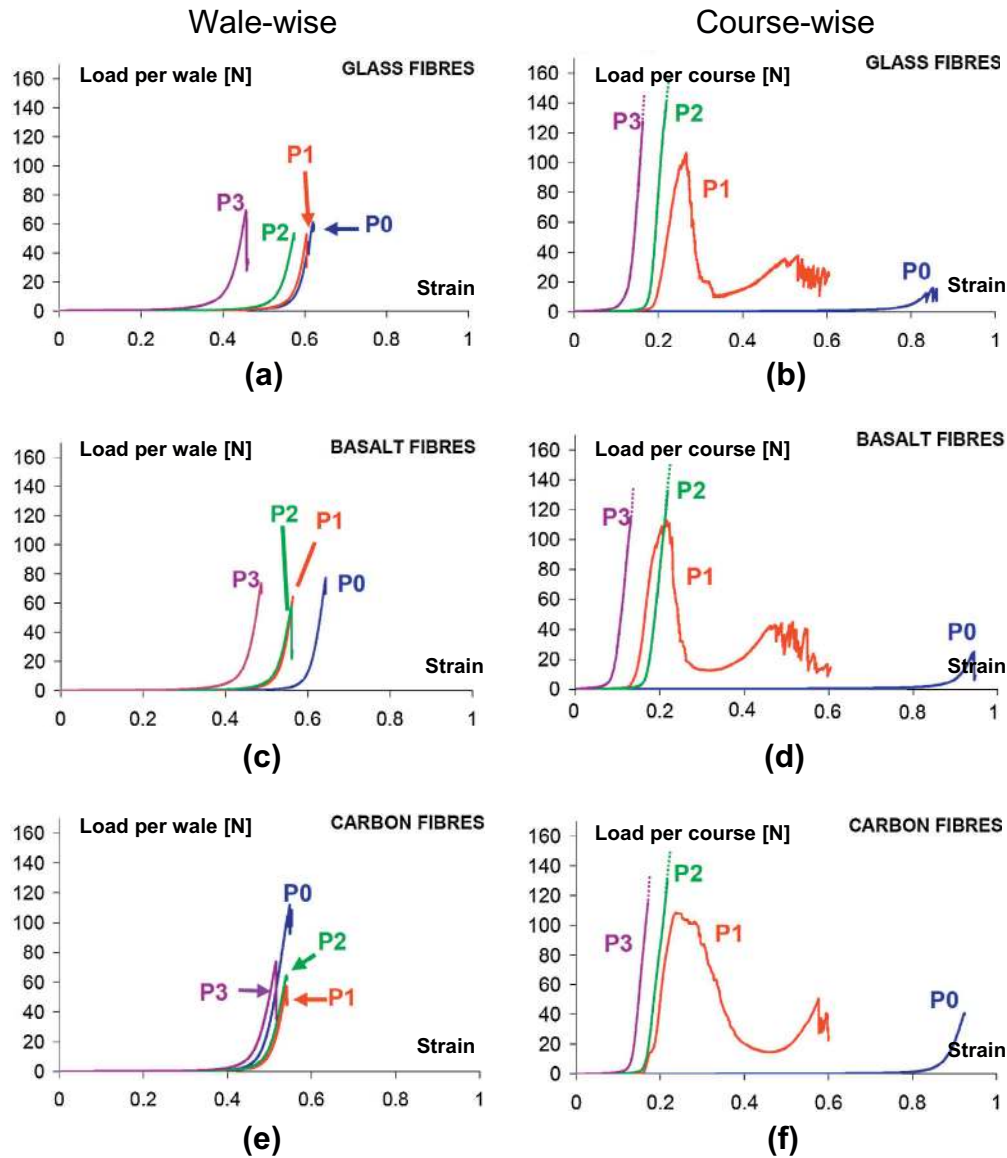 Wale-wise
Course-wise
Load per wale [N]
GLASS FIBRES
160
140
120
100
80
60
40
20
0
P1
P3
P2
P0
Strain
0 0.2 0.4 0.6 0.8 1
(a)
Load per course [N]
GLASS FIBRES
160
140
120
100
80
60
40
20
0
P3
P2
P1
P0
Strain
0 0.2 0.4 0.6 0.8 1
(b)
Load per wale [N]
BASALT FIBRES
160
140
120
100
80
60
40
20
0
P2
P1
P3
P0
Strain
0 0.2 0.4 0.6 0.8 1
(c)
Load per course [N]
BASALT FIBRES
160
140
120
100
80
60
40
20
0
P3
P2
P1
P0
Strain
0 0.2 0.4 0.6 0.8 1
(d)
Load per wale [N]
CARBON FIBRES
160
140
120
100
80
60
40
20
0
P0
P2
P3
P1
Strain
0 0.2 0.4 0.6 0.8 1
(e)
Load per course [N]
CARBON FIBRES
160
140
120
100
80
60
40
20
0
P2
P3
P1
P0
Strain
0 0.2 0.4 0.6 0.8 1
(f)